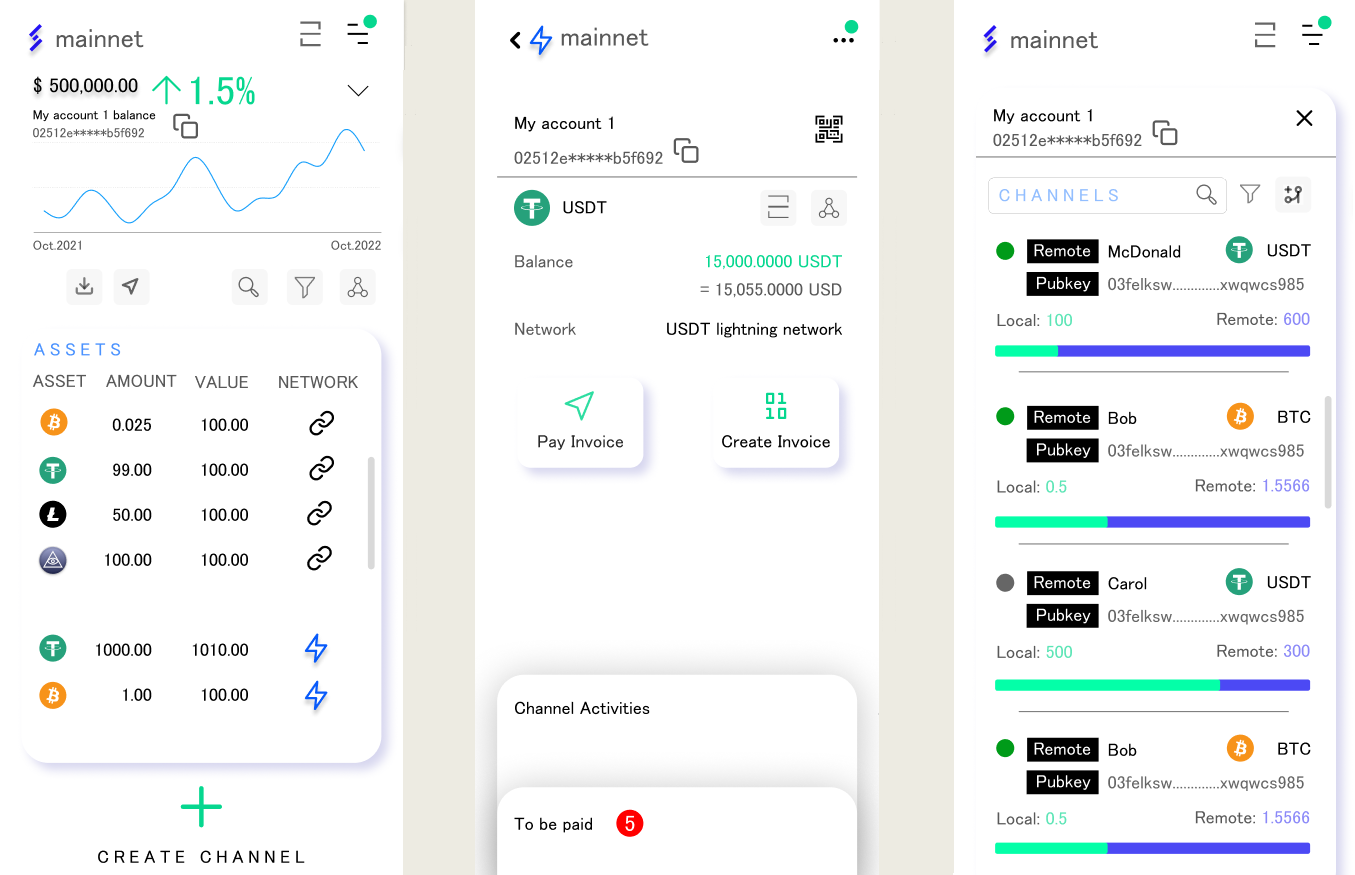 mainnet
$ 500,000.00 1.5%
My account 1 balance
02512e*****b5f692
Oct.2021 Oct.2022
ASSETS
ASSET AMOUNT VALUE NETWORK
0.025 100.00
99.00 100.00
50.00 100.00
100.00 100.00
1000.00 1010.00
1.00 100.00
CREATE CHANNEL
mainnet
My account 1
02512e*****b5f692
USDT
Balance 15,000.0000 USDT
= 15,055.0000 USD
Network USDT lightning network
Pay Invoice Create Invoice
Channel Activities
To be paid 5
mainnet
My account 1
02512e*****b5f692
CHANNELS
Remote McDonald USDT
Pubkey 03felksw.............xwqwcs985
Local: 100 Remote: 600
Remote Bob BTC
Pubkey 03felksw.............xwqwcs985
Local: 0.5 Remote: 1.5566
Remote Carol USDT
Pubkey 03felksw.............xwqwcs985
Local: 500 Remote: 300
Remote Bob BTC
Pubkey 03felksw.............xwqwcs985
Local: 0.5 Remote: 1.5566